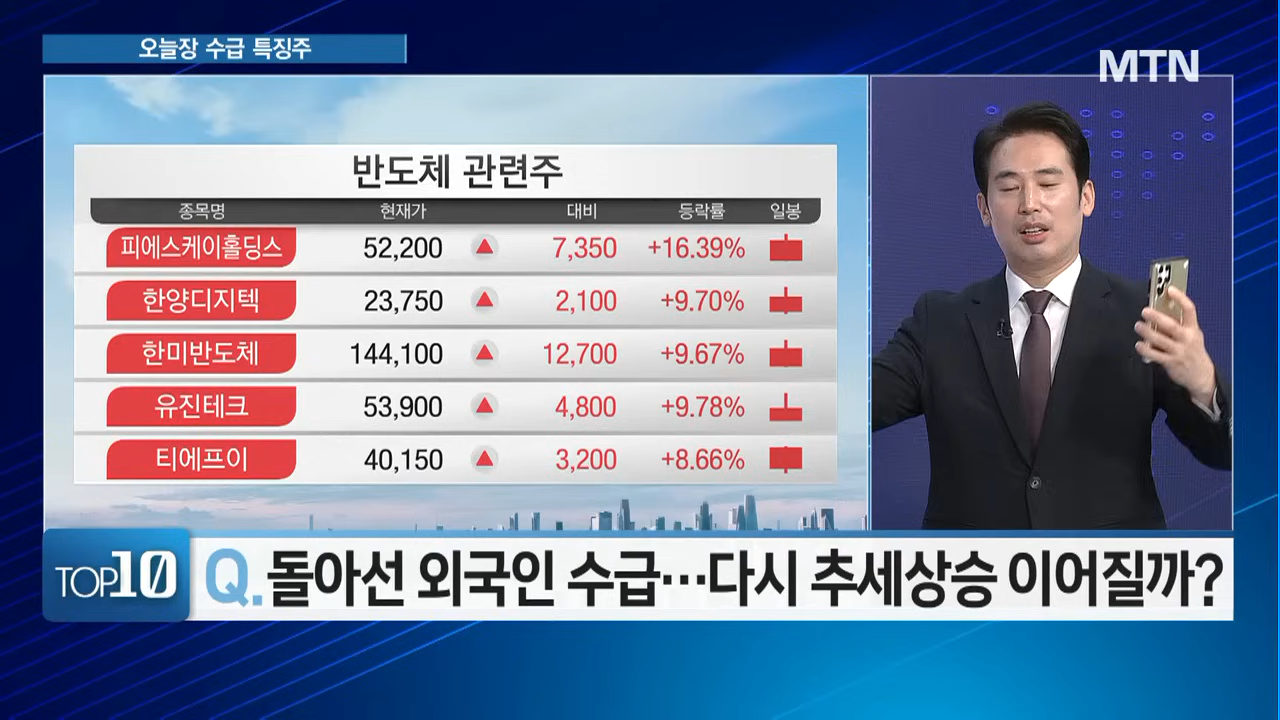 오늘장 수급 특징주
MTN
반도체 관련주
종목명 현재가 대비 등락률 일봉
피에스케이홀딩스 52,200 ▲ 7,350 +16.39%
한양디지텍 23,750 ▲ 2,100 +9.70%
한미반도체 144,100 ▲ 12,700 +9.67%
유진테크 53,900 ▲ 4,800 +9.78%
티에프이 40,150 ▲ 3,200 +8.66%
TOP10 Q.돌아선 외국인 수급…다시 추세상승 이어질까?